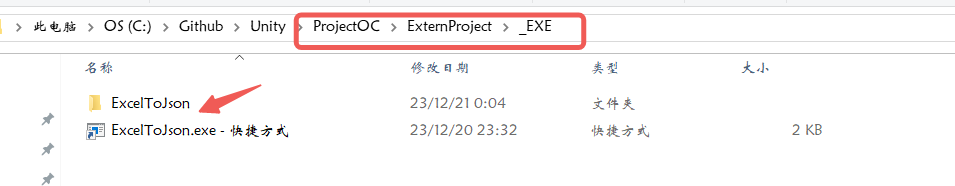 此电脑 › OS (C:) › Github › Unity › ProjectOC › ExternProject › _EXE
名称 修改日期 类型 大小
ExcelToJson 23/12/21 0:04 文件夹
ExcelToJson.exe - 快捷方式 23/12/20 23:32 快捷方式 2 KB